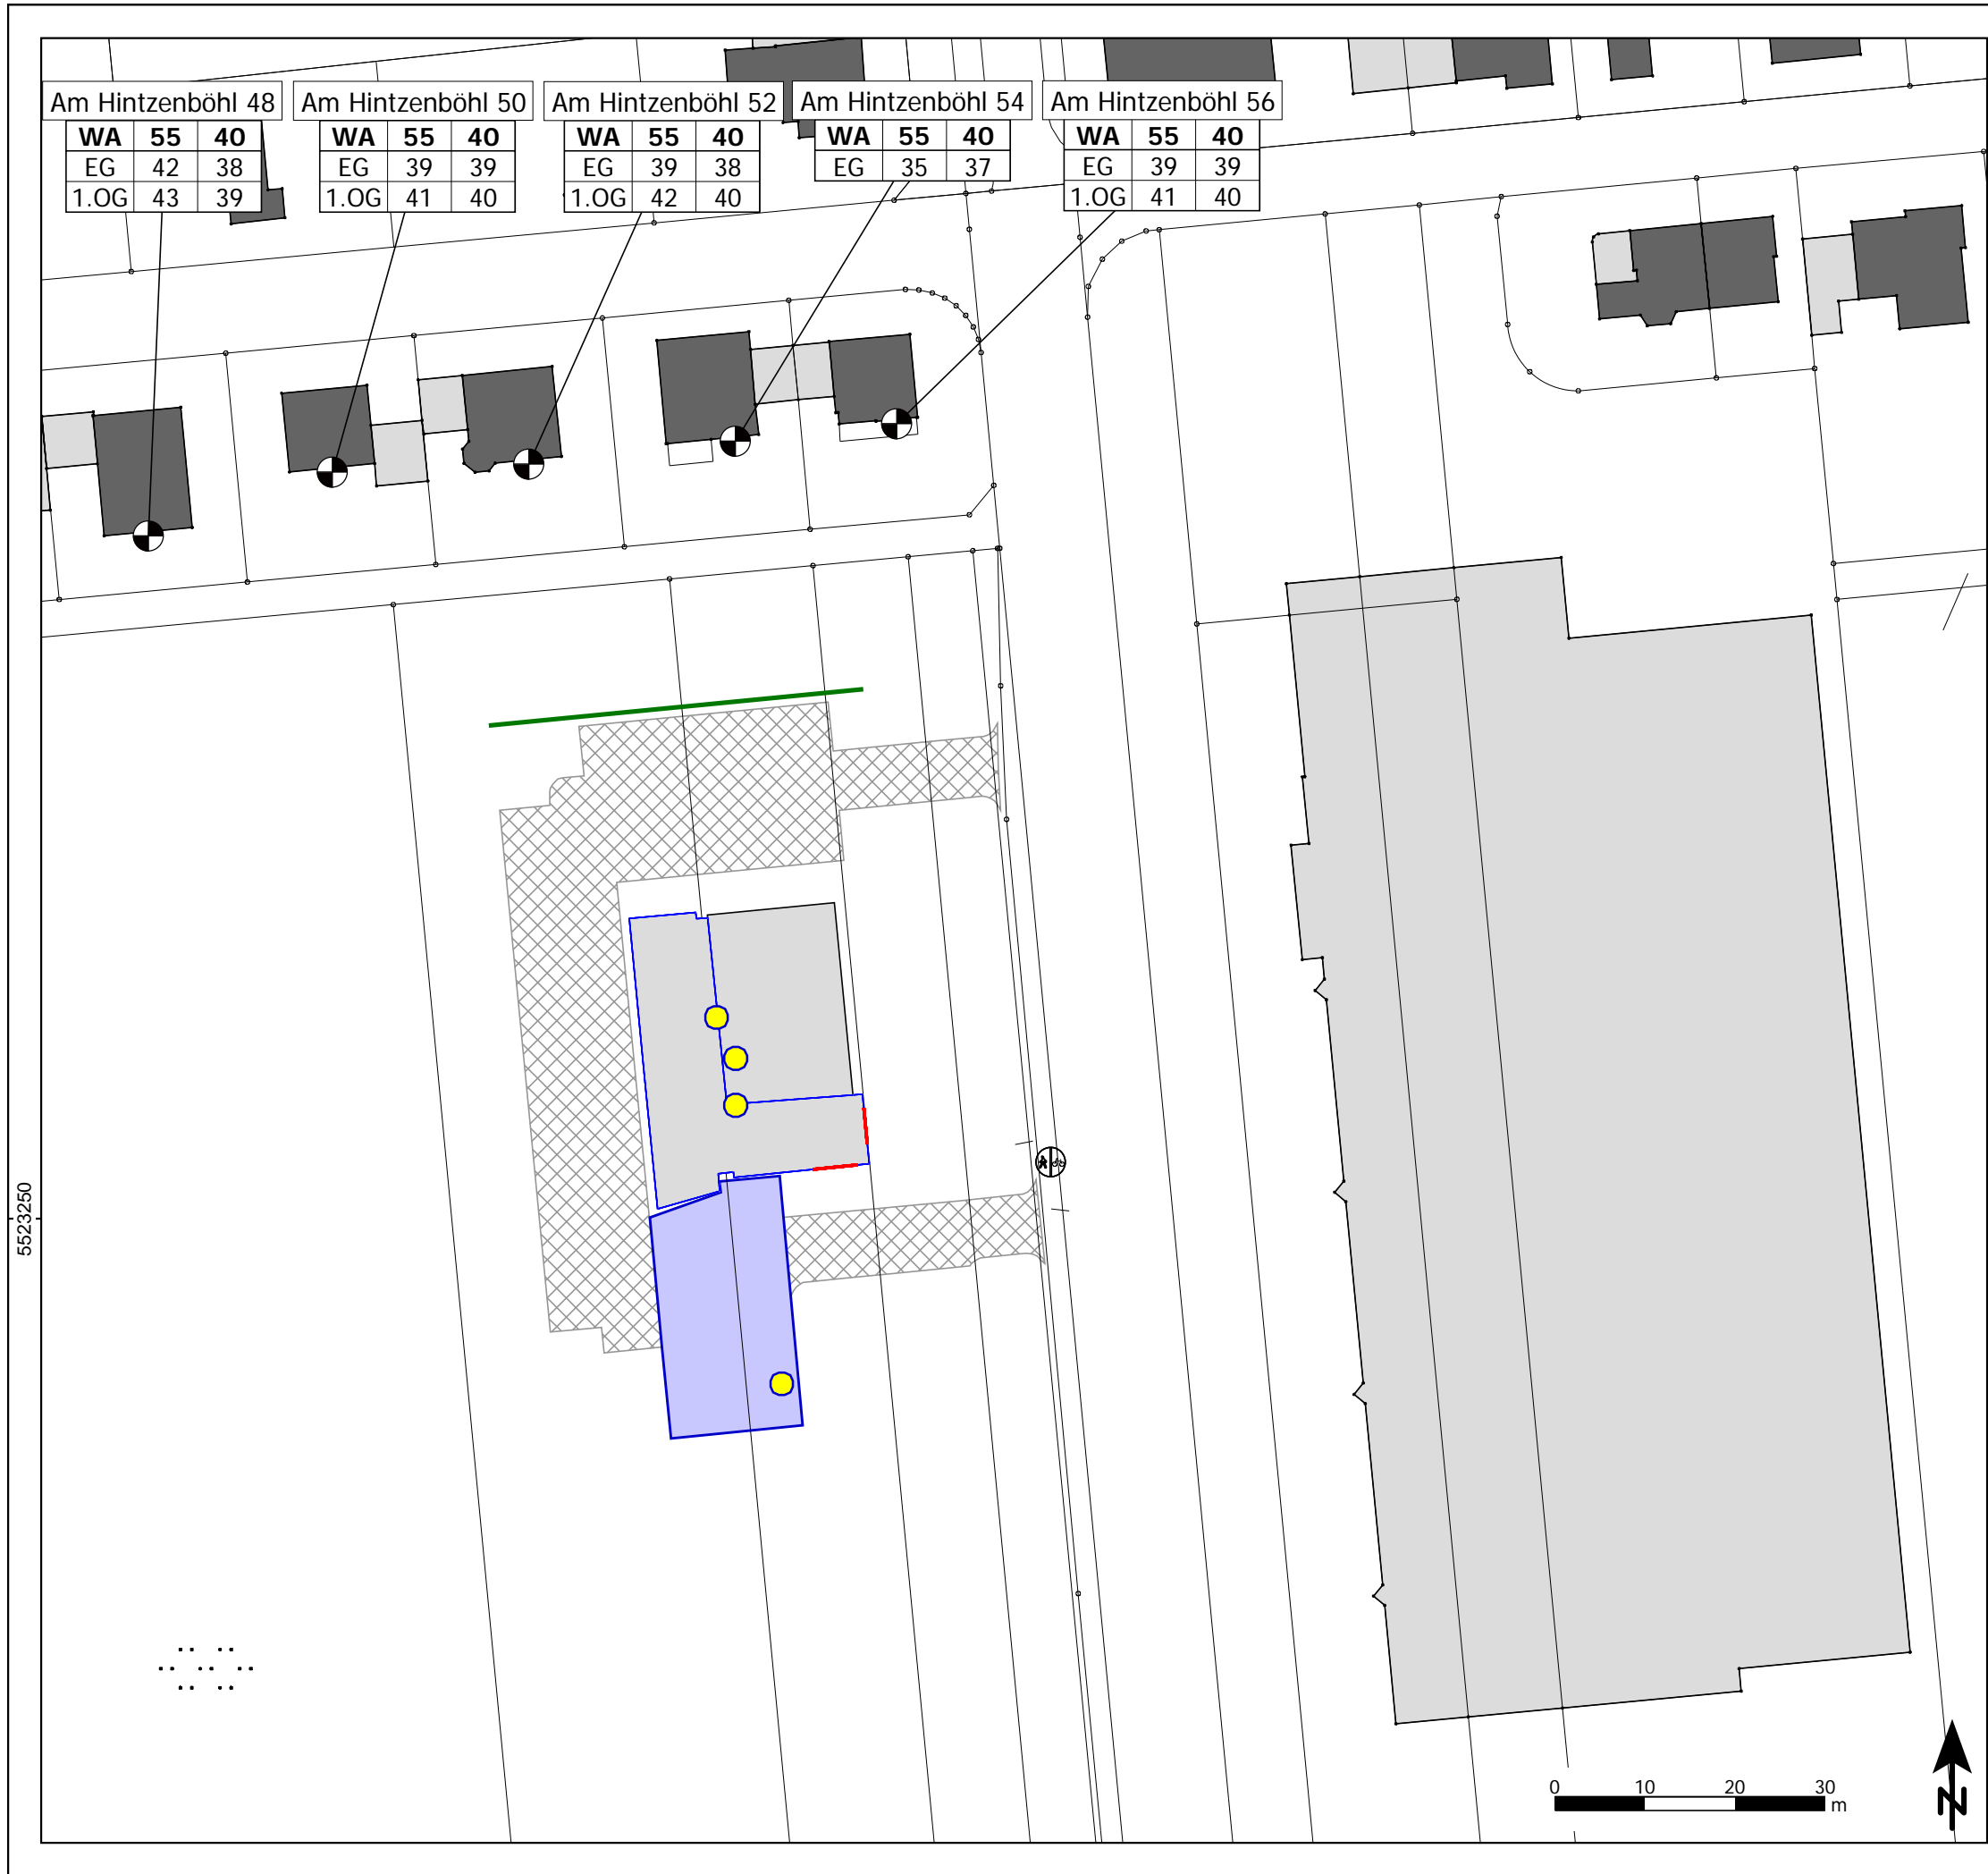 Am Hintzenböhl 48
WA 55 40
EG 42 38
1.OG 43 39
Am Hintzenböhl 50
WA 55 40
EG 39 39
1.OG 41 40
Am Hintzenböhl 52
WA 55 40
EG 39 38
1.OG 42 40
Am Hintzenböhl 54
WA 55 40
EG 35 37
Am Hintzenböhl 56
WA 55 40
EG 39 39
1.OG 41 40
5523250
0 10 20 30
m
N